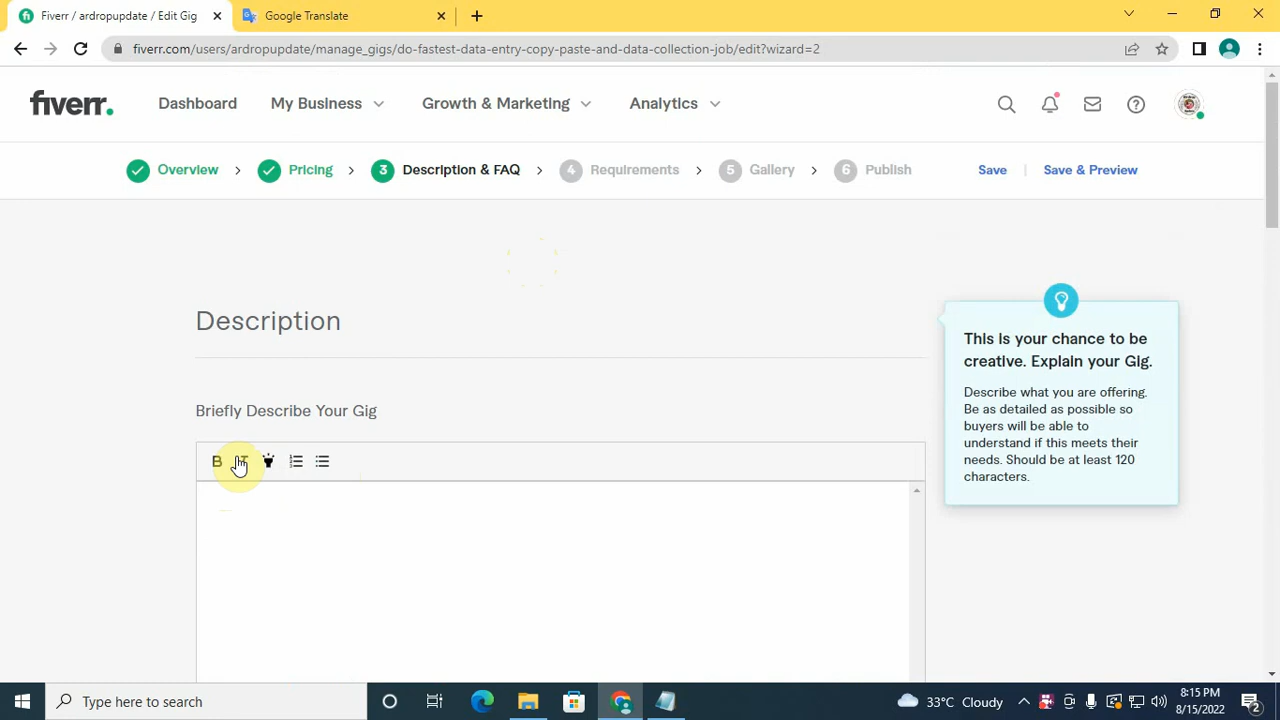 Fiverr / ardropupdate / Edit Gig
Google Translate
fiverr.com/users/ardropupdate/manage_gigs/do-fastest-data-entry-copy-paste-and-data-collection-job/edit?wizard=2
fiverr.
Dashboard
My Business
Growth & Marketing
Analytics
Overview
Pricing
3 Description & FAQ
4 Requirements
5 Gallery
6 Publish
Save
Save & Preview
Description
This is your chance to be
creative. Explain your Gig.
Describe what you are offering.
Be as detailed as possible so
buyers will be able to
understand if this meets their
needs. Should be at least 120
characters.
Briefly Describe Your Gig
B
Type here to search
33°C Cloudy
8:15 PM
8/15/2022
2